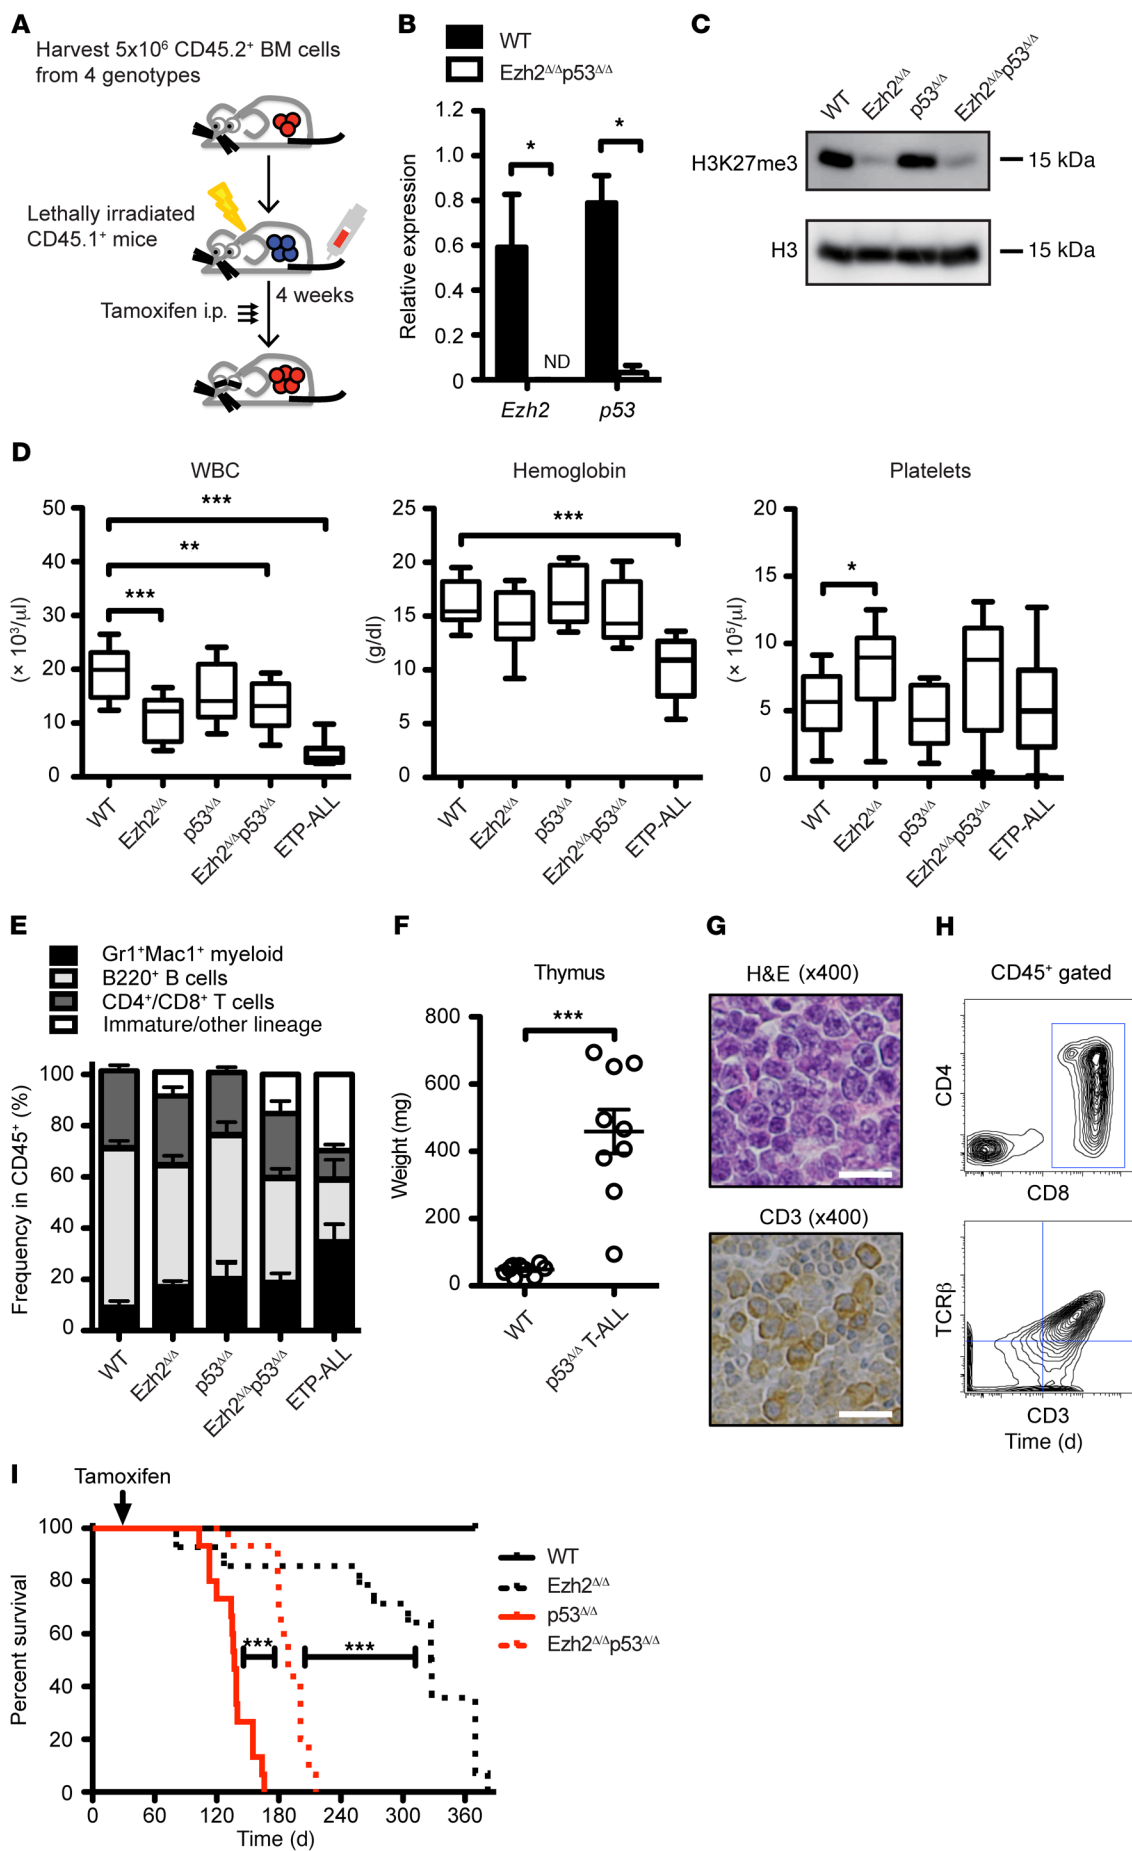 A
Harvest 5x10⁶ CD45.2⁺ BM cells
from 4 genotypes
Lethally irradiated
CD45.1⁺ mice
4 weeks
Tamoxifen i.p.
B
WT
Ezh2Δ/Δp53Δ/Δ
Relative expression
1.2
1.0
0.8
0.6
0.4
0.2
0
*
*
ND
Ezh2
p53
C
WT
Ezh2Δ/Δ
p53Δ/Δ
Ezh2Δ/Δp53Δ/Δ
H3K27me3
15 kDa
H3
15 kDa
D
WBC
(× 10³/µl)
50
40
30
20
10
0
***
**
***
WT
Ezh2Δ/Δ
p53Δ/Δ
Ezh2Δ/Δp53Δ/Δ
ETP-ALL
Hemoglobin
(g/dl)
25
20
15
10
5
0
***
WT
Ezh2Δ/Δ
p53Δ/Δ
Ezh2Δ/Δp53Δ/Δ
ETP-ALL
Platelets
(× 10⁵/µl)
20
15
10
5
0
*
WT
Ezh2Δ/Δ
p53Δ/Δ
Ezh2Δ/Δp53Δ/Δ
ETP-ALL
E
Gr1⁺Mac1⁺ myeloid
B220⁺ B cells
CD4⁺/CD8⁺ T cells
Immature/other lineage
Frequency in CD45⁺ (%)
100
80
60
40
20
0
WT
Ezh2Δ/Δ
p53Δ/Δ
Ezh2Δ/Δp53Δ/Δ
ETP-ALL
F
Thymus
Weight (mg)
800
600
400
200
0
***
WT
p53Δ/Δ T-ALL
G
H&E (x400)
CD3 (x400)
H
CD45⁺ gated
CD4
CD8
TCRβ
CD3
Time (d)
I
Tamoxifen
Percent survival
100
80
60
40
20
0
***
***
0
60
120
180
240
300
360
Time (d)
WT
Ezh2Δ/Δ
p53Δ/Δ
Ezh2Δ/Δp53Δ/Δ